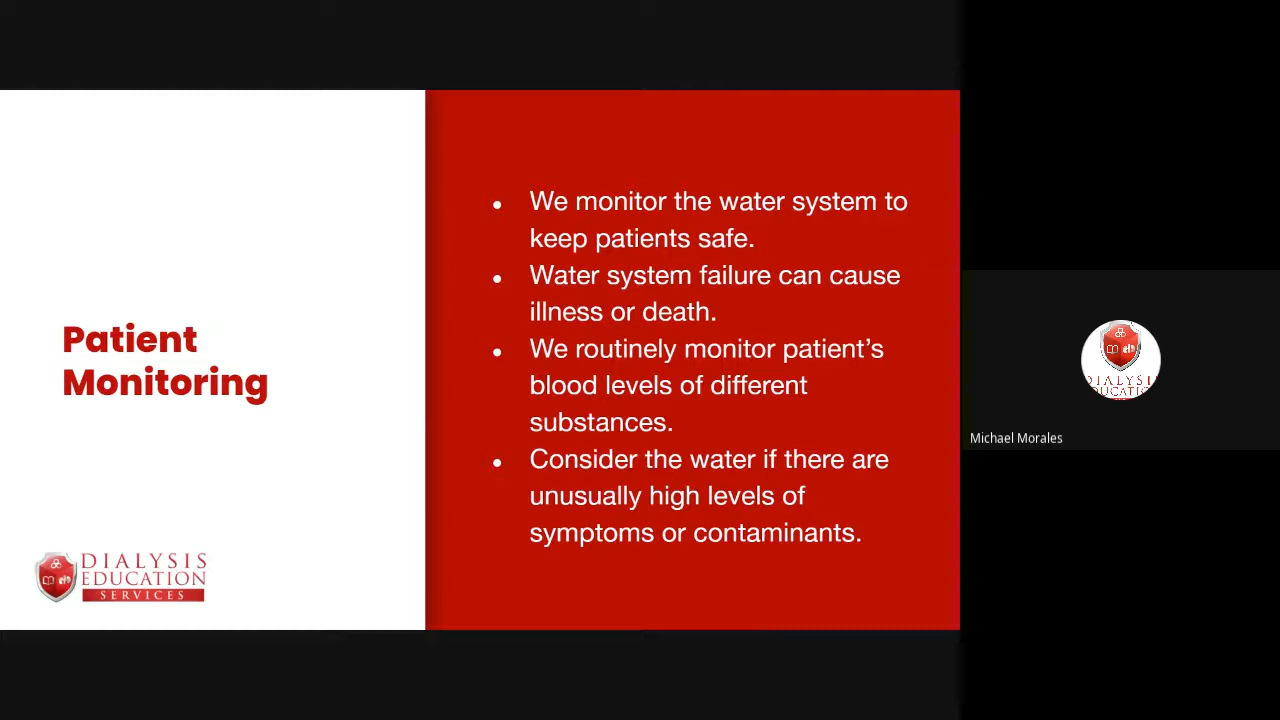 Patient
Monitoring
DIALYSIS
EDUCATION
SERVICES
• We monitor the water system to
keep patients safe.
• Water system failure can cause
illness or death.
• We routinely monitor patient’s
blood levels of different
substances.
• Consider the water if there are
unusually high levels of
symptoms or contaminants.
DIALYSI
EDUCATIO
Michael Morales